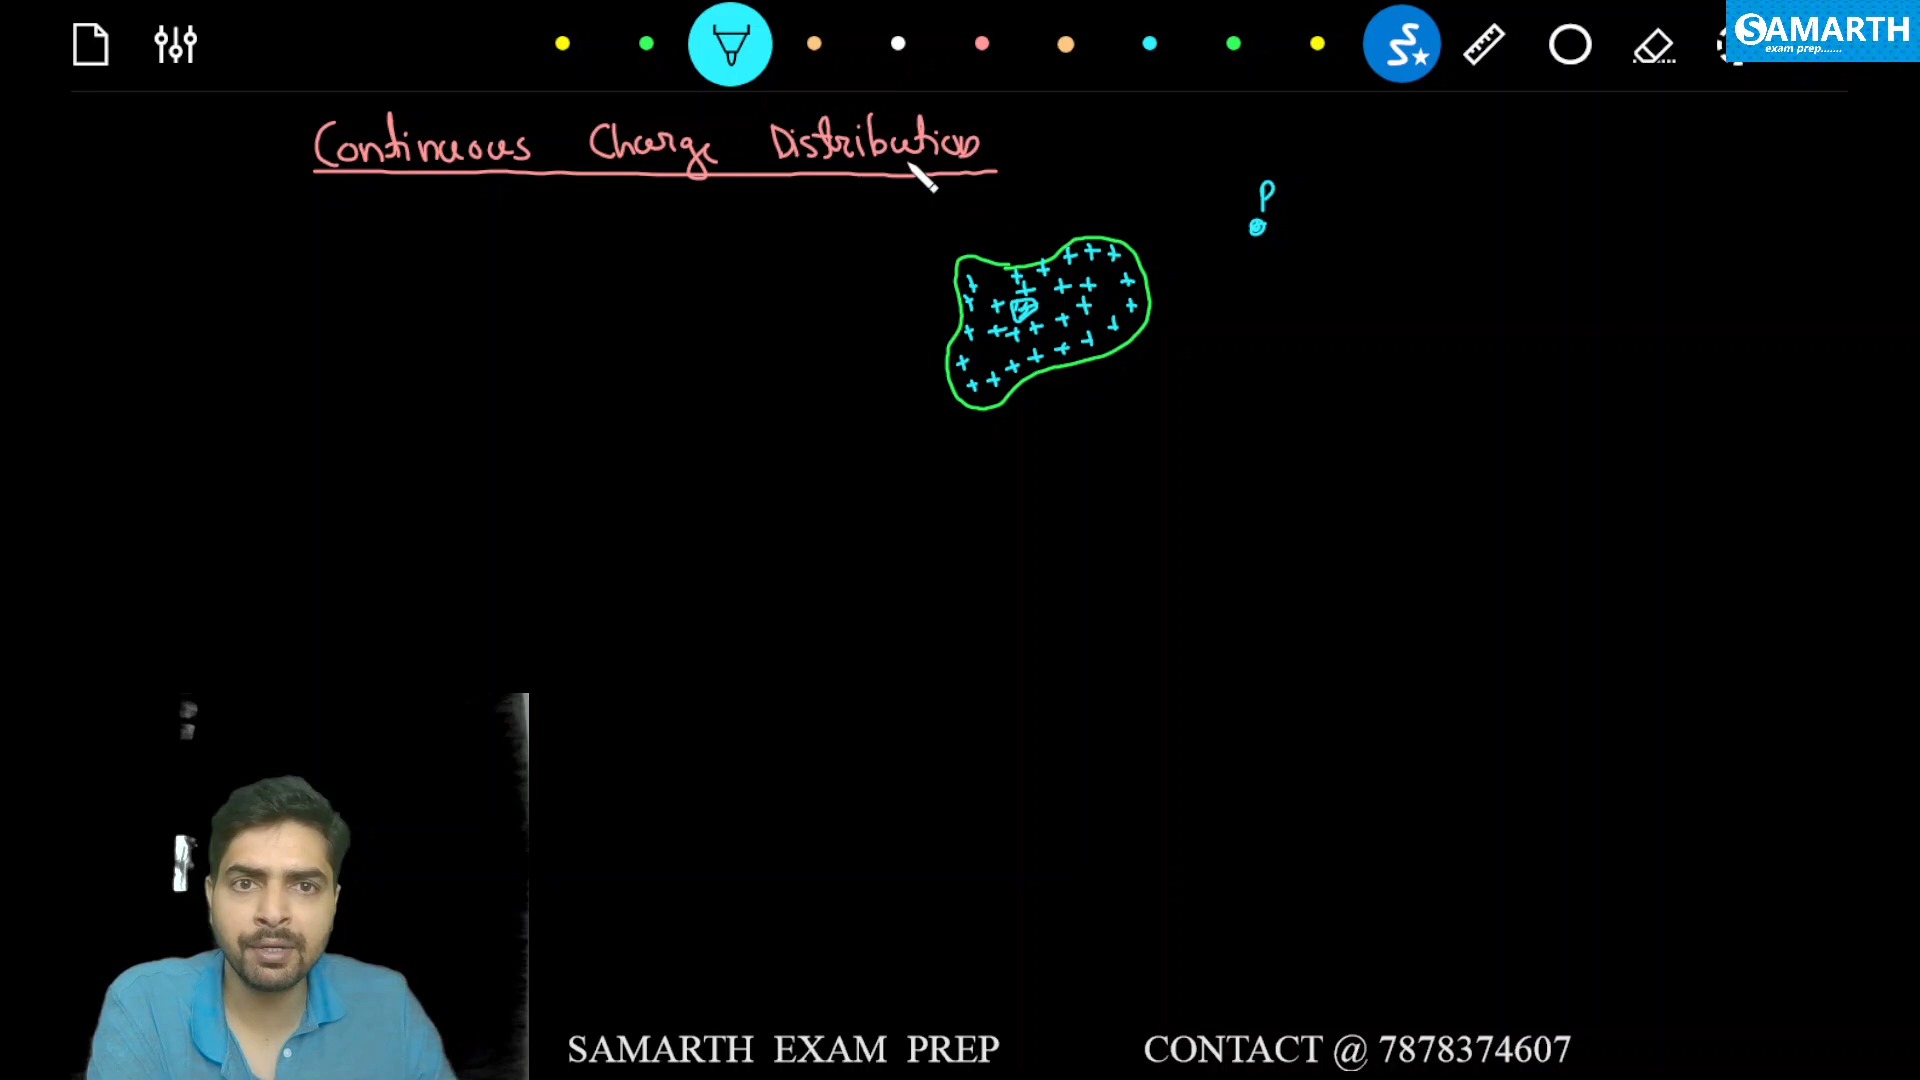 SAMARTH
exam prep.......
Continuous Charge Distribution
P
SAMARTH EXAM PREP CONTACT @ 7878374607